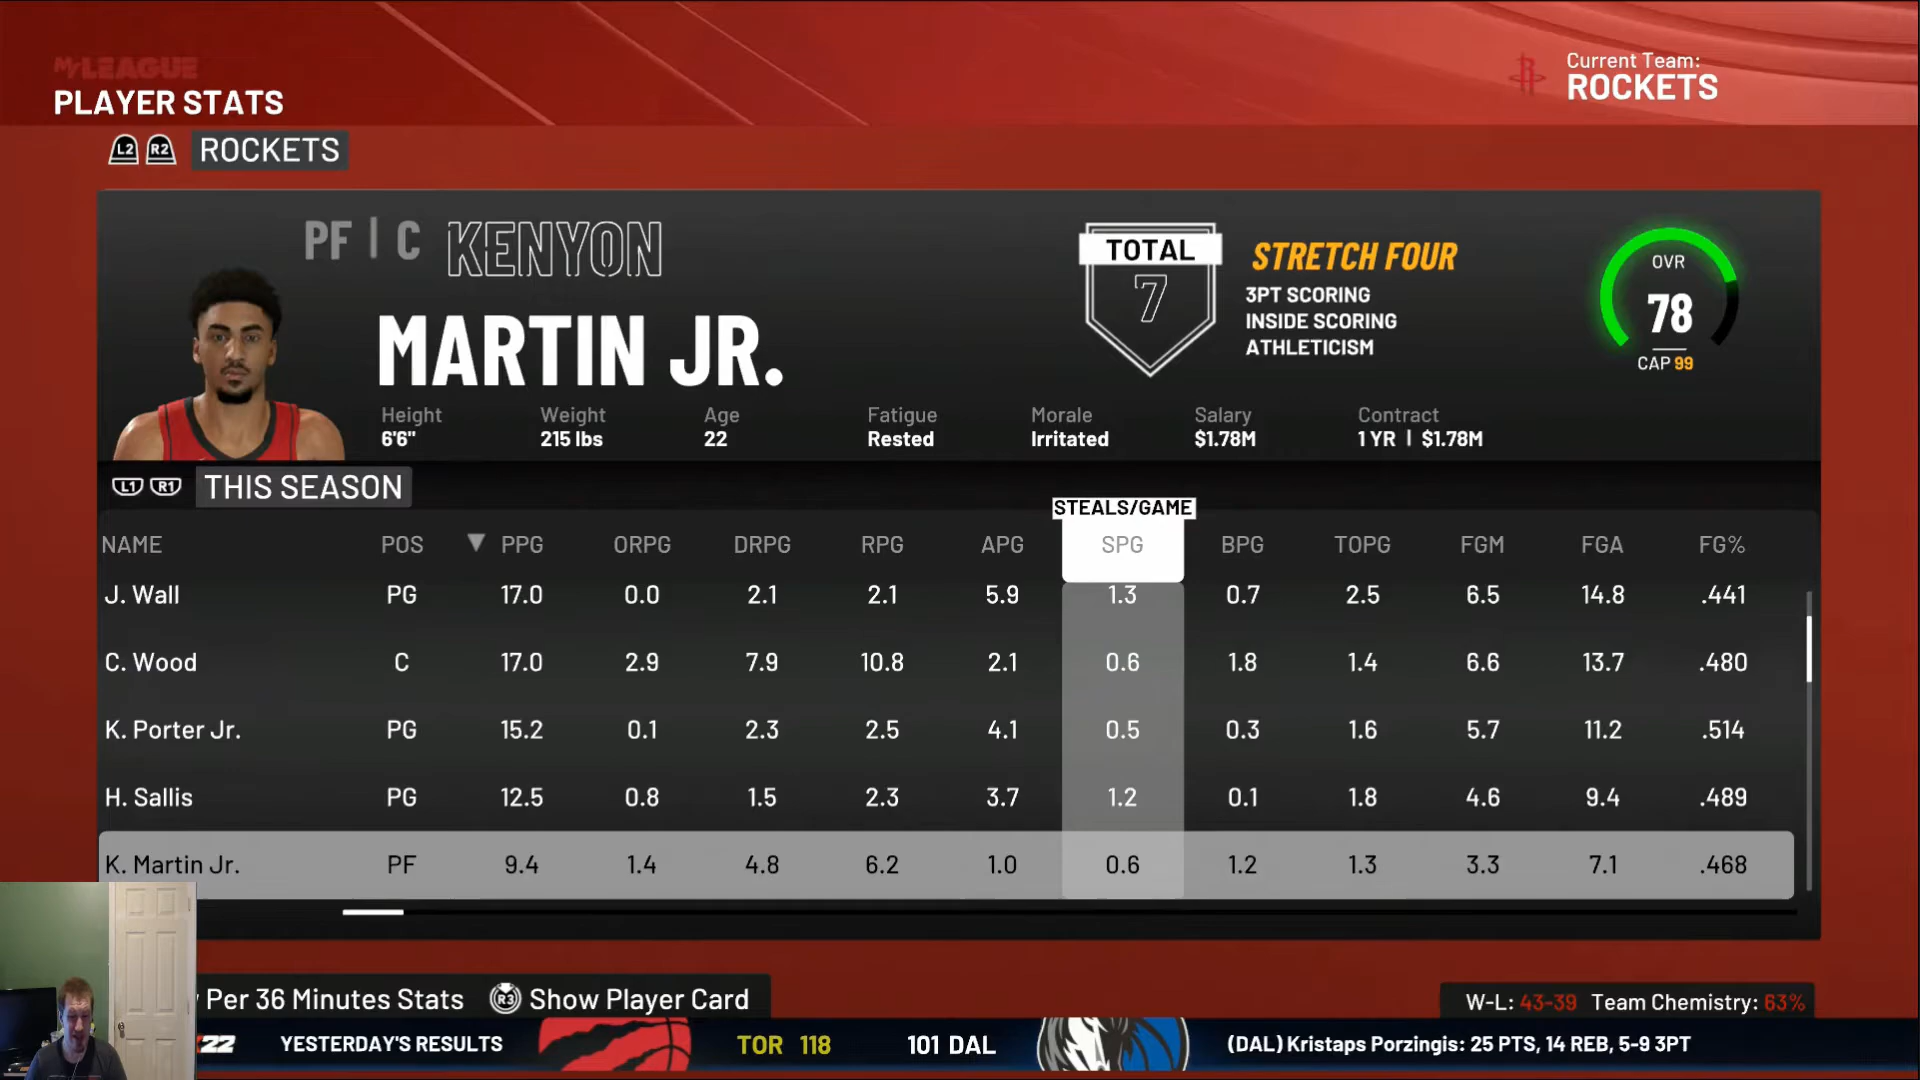 MyLEAGUE
PLAYER STATS
Current Team:
ROCKETS
L2 R2 ROCKETS
PF | C KENYON
MARTIN JR.
TOTAL
7
STRETCH FOUR
3PT SCORING
INSIDE SCORING
ATHLETICISM
OVR
78
CAP 99
Height Weight Age Fatigue Morale Salary Contract
6'6" 215 lbs 22 Rested Irritated $1.78M 1 YR | $1.78M
L1 R1 THIS SEASON
STEALS/GAME
NAME POS PPG ORPG DRPG RPG APG SPG BPG TOPG FGM FGA FG%
J. Wall PG 17.0 0.0 2.1 2.1 5.9 1.3 0.7 2.5 6.5 14.8 .441
C. Wood C 17.0 2.9 7.9 10.8 2.1 0.6 1.8 1.4 6.6 13.7 .480
K. Porter Jr. PG 15.2 0.1 2.3 2.5 4.1 0.5 0.3 1.6 5.7 11.2 .514
H. Sallis PG 12.5 0.8 1.5 2.3 3.7 1.2 0.1 1.8 4.6 9.4 .489
K. Martin Jr. PF 9.4 1.4 4.8 6.2 1.0 0.6 1.2 1.3 3.3 7.1 .468
Per 36 Minutes Stats R3 Show Player Card
W-L: 43-39 Team Chemistry: 63%
22 YESTERDAY'S RESULTS TOR 118 101 DAL (DAL) Kristaps Porzingis: 25 PTS, 14 REB, 5-9 3PT